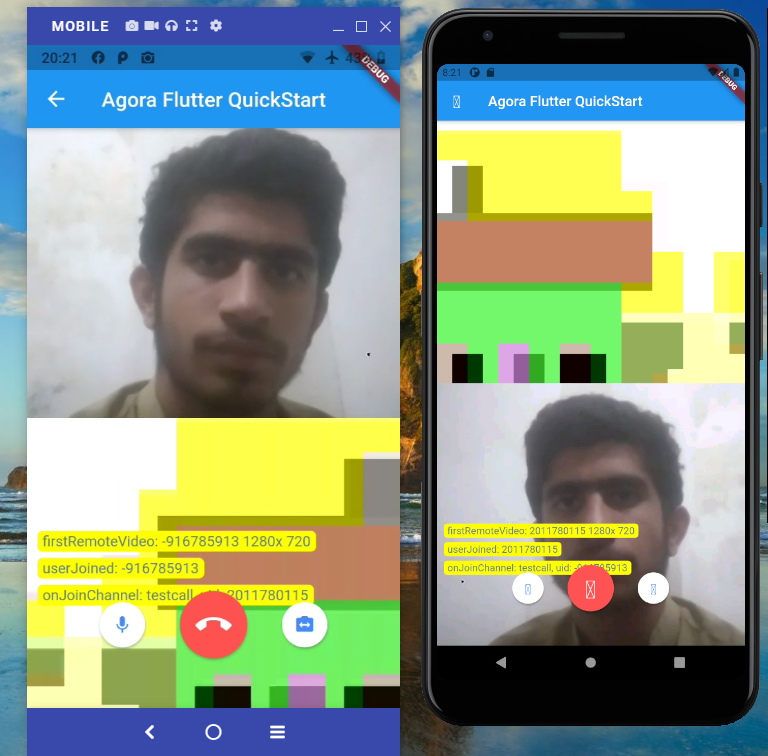 MOBILE
20:21
DEBUG
Agora Flutter QuickStart
firstRemoteVideo: -916785913 1280x 720
userJoined: -916785913
onJoinChannel: testcall, uid: 2011780115
8:21
DEBUG
Agora Flutter QuickStart
firstRemoteVideo: 2011780115 1280x 720
userJoined: 2011780115
onJoinChannel: testcall, uid: -916785913